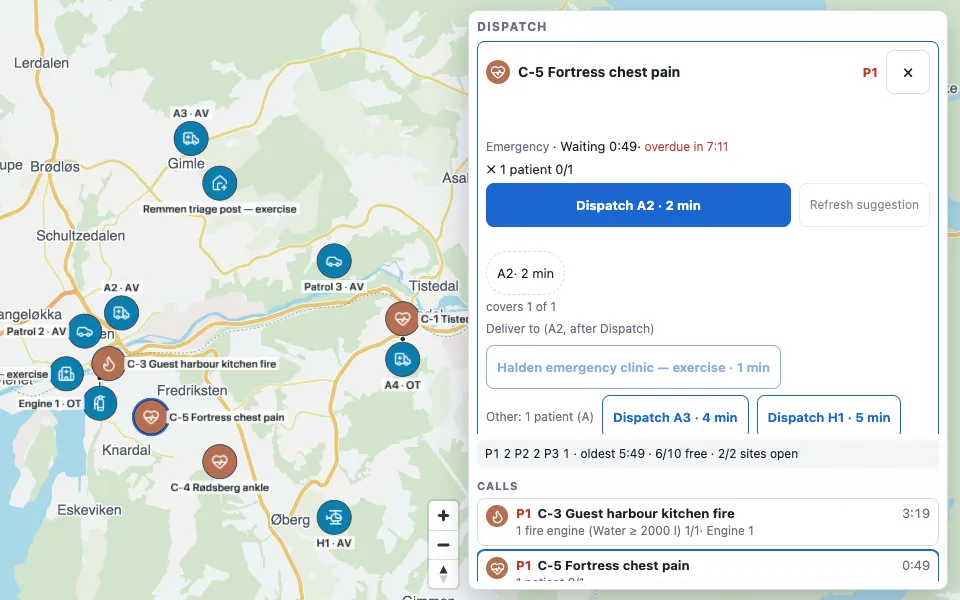 Lerdalen
A3 · AV
Gimle
Brødløs
upe
Asa
Remmen triage post — exercise
Schultzedalen
Patrol 3 · AV
Tistedal
A2 · AV
angeløkka
Patrol 2 · AV
en
C-1 Tisted
C-3 Guest harbour kitchen fire
— exercise
A4 · OT
Fredriksten
Engine 1 · OT
C-5 Fortress chest pain
Knardal
C-4 Rødsberg ankle
Eskeviken
Øberg
H1 · AV
DISPATCH
C-5 Fortress chest pain
P1
×
Emergency · Waiting 0:49· overdue in 7:11
× 1 patient 0/1
Dispatch A2 · 2 min
Refresh suggestion
A2· 2 min
covers 1 of 1
Deliver to (A2, after Dispatch)
Halden emergency clinic — exercise · 1 min
Other: 1 patient (A)
Dispatch A3 · 4 min
Dispatch H1 · 5 min
P1 2 P2 2 P3 1 · oldest 5:49 · 6/10 free · 2/2 sites open
CALLS
P1 C-3 Guest harbour kitchen fire 3:19
1 fire engine (Water ≥ 2000 l) 1/1· Engine 1
P1 C-5 Fortress chest pain 0:49
1 patient 0/1